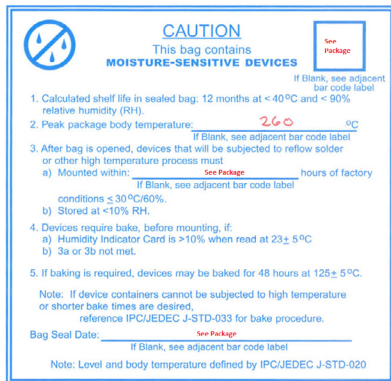 CAUTION
This bag contains
MOISTURE-SENSITIVE DEVICES
See
Package
If Blank, see adjacent
bar code label
1. Calculated shelf life in sealed bag: 12 months at < 40°C and < 90%
relative humidity (RH).
2. Peak package body temperature: 260 °C
If Blank, see adjacent bar code label
3. After bag is opened, devices that will be subjected to reflow solder
or other high temperature process must
a) Mounted within: See Package hours of factory
If Blank, see adjacent bar code label
conditions ≤ 30°C/60%.
b) Stored at <10% RH.
4. Devices require bake, before mounting, if:
a) Humidity Indicator Card is >10% when read at 23± 5°C
b) 3a or 3b not met.
5. If baking is required, devices may be baked for 48 hours at 125± 5°C.
Note: If device containers cannot be subjected to high temperature
or shorter bake times are desired,
reference IPC/JEDEC J-STD-033 for bake procedure.
Bag Seal Date: See Package
If Blank, see adjacent bar code label
Note: Level and body temperature defined by IPC/JEDEC J-STD-020